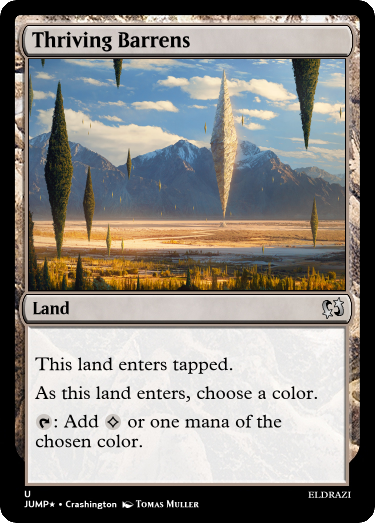 Thriving Barrens
Land
This land enters tapped.
As this land enters, choose a color.
: Add or one mana of the
chosen color.
U
JUMP★ • Crashington Tomas Muller
ELDRAZI